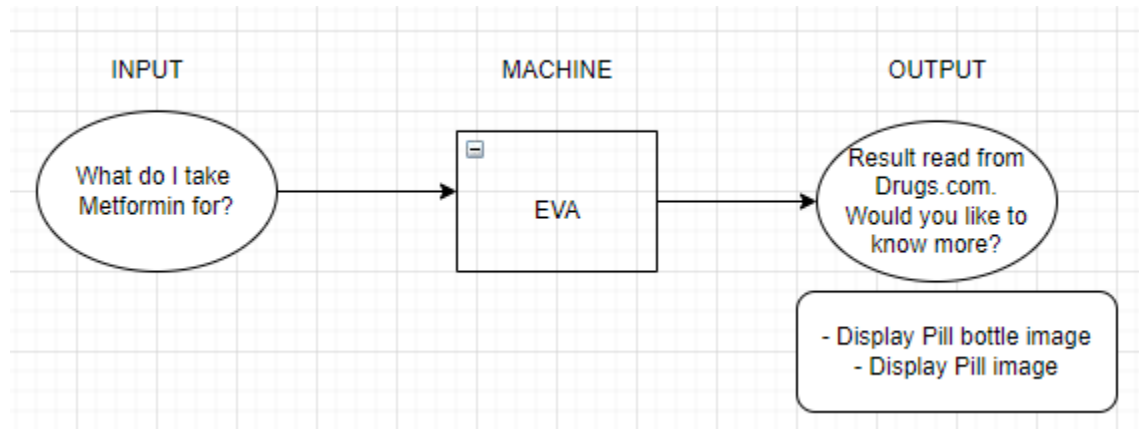 INPUT
MACHINE
OUTPUT
What do I take
Metformin for?
EVA
Result read from
Drugs.com.
Would you like to
know more?
- Display Pill bottle image
- Display Pill image